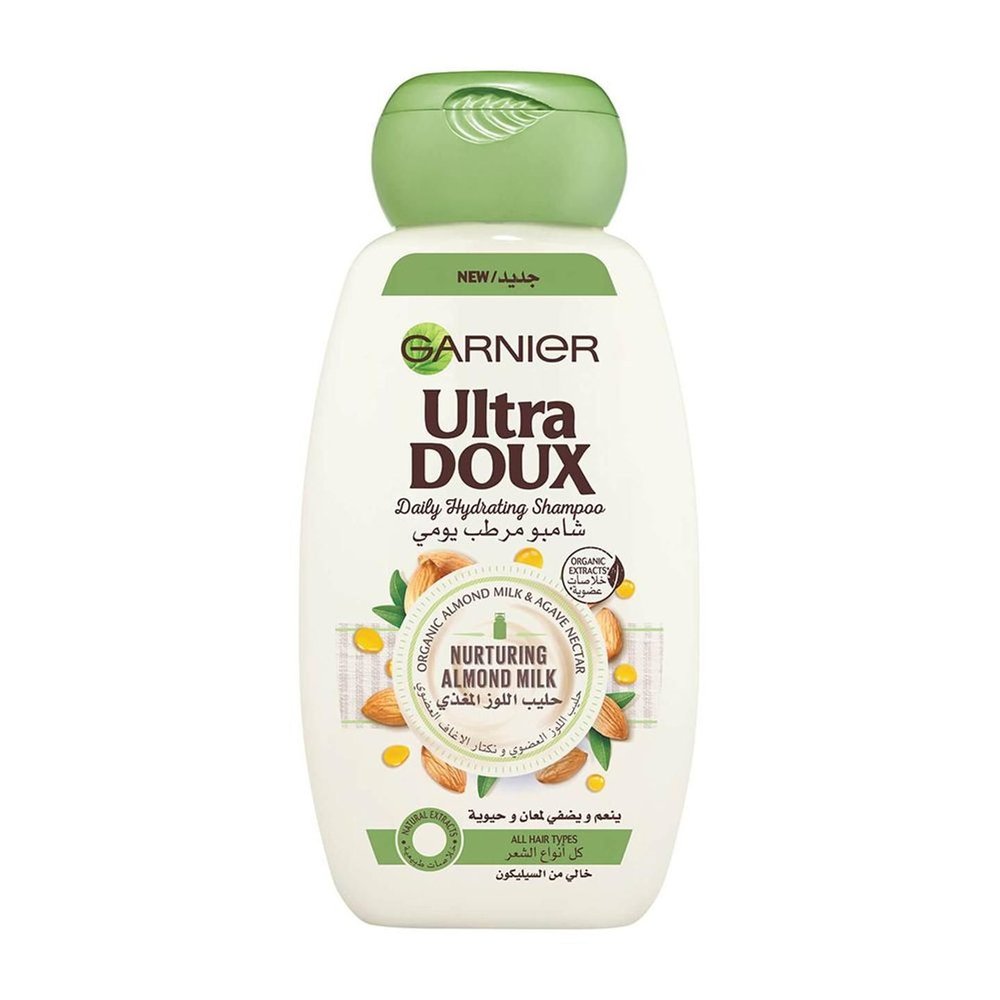 NEW/جديد
GARNIER
Ultra
DOUX
Daily Hydrating Shampoo
شامبو مرطب يومي
ORGANIC
EXTRACTS*
خلاصات
عضوية*
ORGANIC ALMOND MILK & AGAVE NECTAR
NURTURING
ALMOND MILK
حليب اللوز المغذي
حليب اللوز العضوي و نكتار الاغاف العضوي
ينعم و يضفي لمعان و حيوية
NATURAL EXTRACTS
خلاصات طبيعية
ALL HAIR TYPES
كل أنواع الشعر
خالي من السيليكون